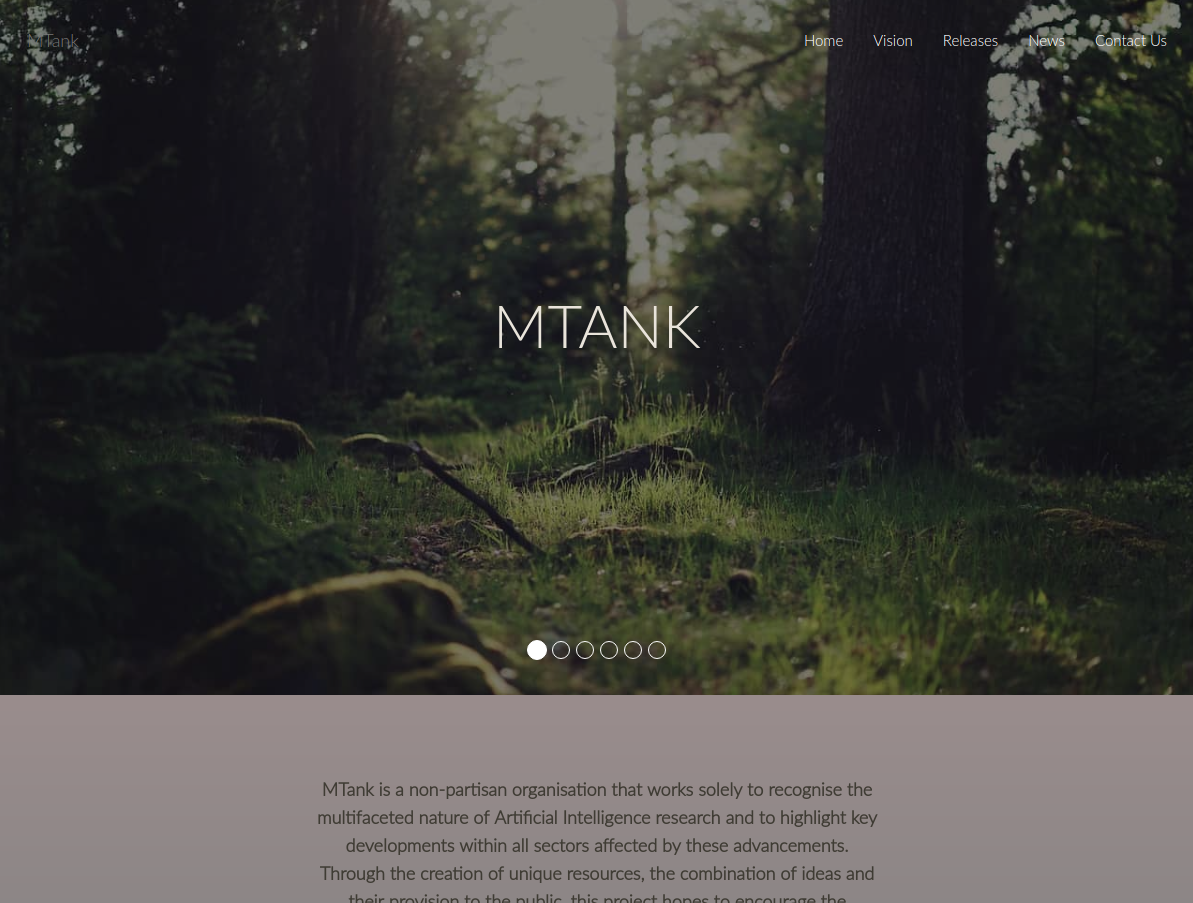 MTank
Home
Vision
Releases
News
Contact Us
MTANK
MTank is a non-partisan organisation that works solely to recognise the
multifaceted nature of Artificial Intelligence research and to highlight key
developments within all sectors affected by these advancements.
Through the creation of unique resources, the combination of ideas and
their provision to the public, this project hopes to encourage the